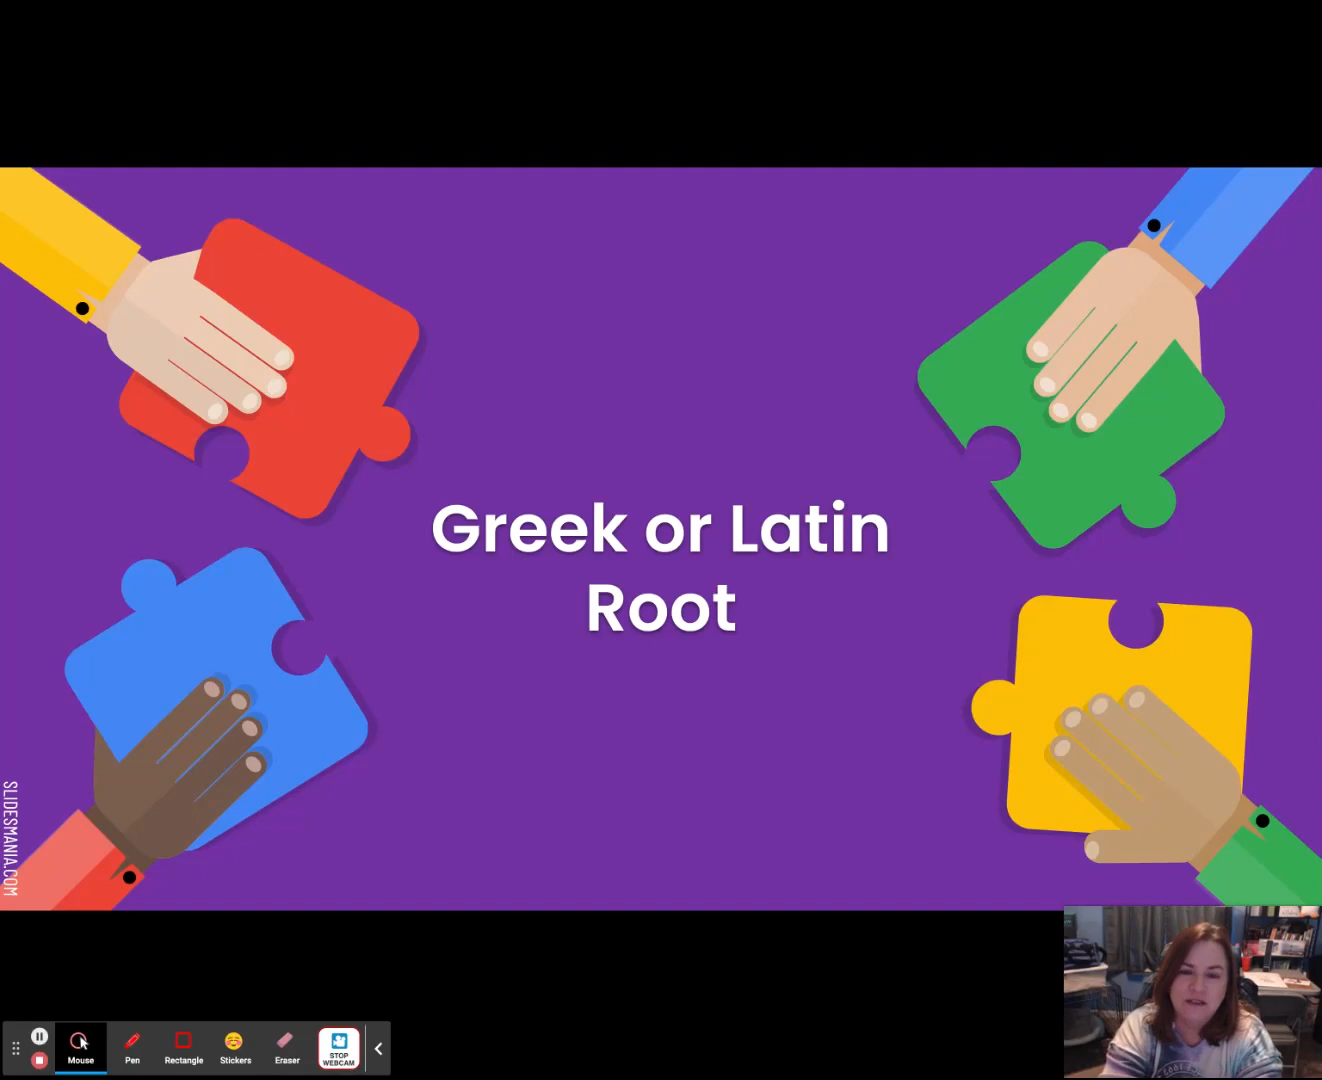 Greek or Latin
Root
SLIDESMANIA.COM
Mouse
Pen
Rectangle
Stickers
Eraser
STOP
WEBCAM